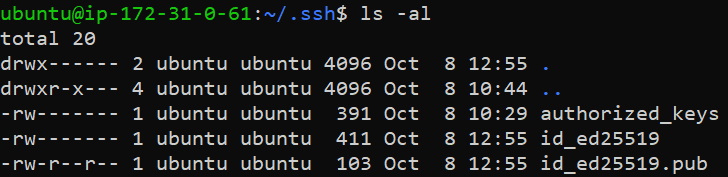 ubuntu@ip-172-31-0-61:~/.ssh$ ls -al
total 20
drwx------ 2 ubuntu ubuntu 4096 Oct  8 12:55 .
drwxr-x--- 4 ubuntu ubuntu 4096 Oct  8 10:44 ..
-rw------- 1 ubuntu ubuntu  391 Oct  8 10:29 authorized_keys
-rw------- 1 ubuntu ubuntu  411 Oct  8 12:55 id_ed25519
-rw-r--r-- 1 ubuntu ubuntu  103 Oct  8 12:55 id_ed25519.pub